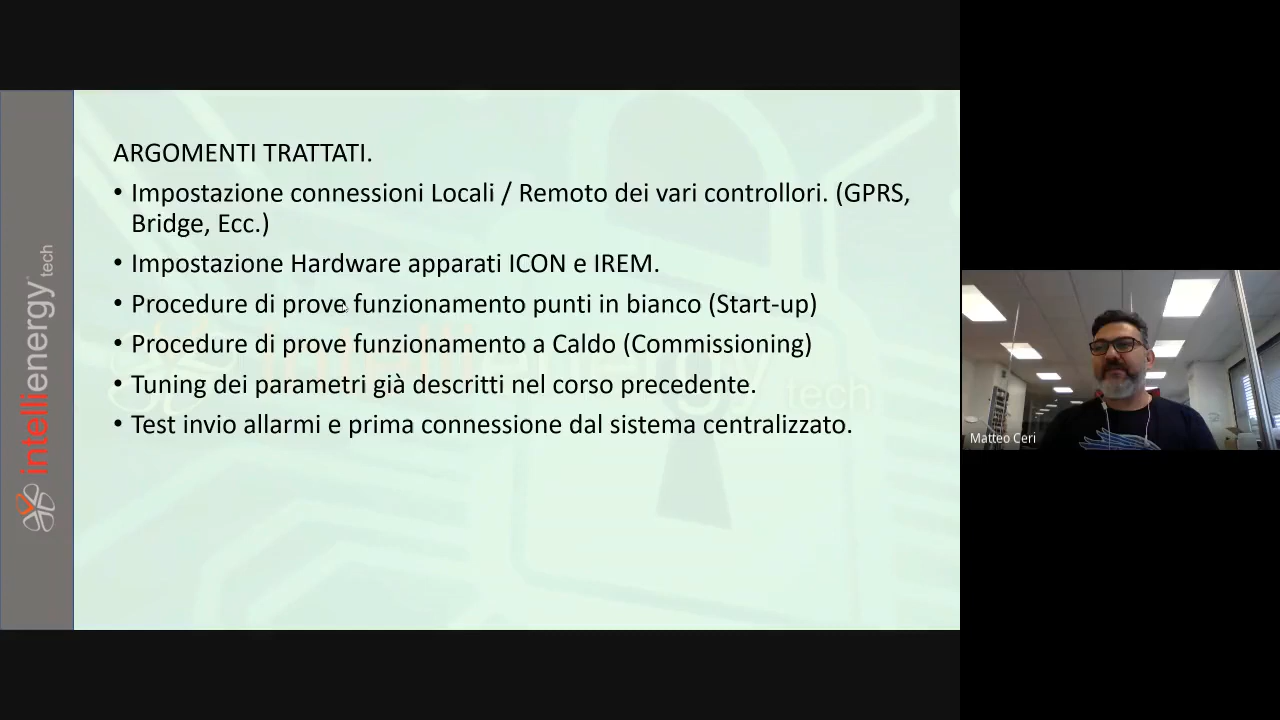 ARGOMENTI TRATTATI.
• Impostazione connessioni Locali / Remoto dei vari controllori. (GPRS,
Bridge, Ecc.)
• Impostazione Hardware apparati ICON e IREM.
• Procedure di prove funzionamento punti in bianco (Start-up)
• Procedure di prove funzionamento a Caldo (Commissioning)
• Tuning dei parametri già descritti nel corso precedente.
• Test invio allarmi e prima connessione dal sistema centralizzato.
intellienergy tech
tech
Matteo Ceri